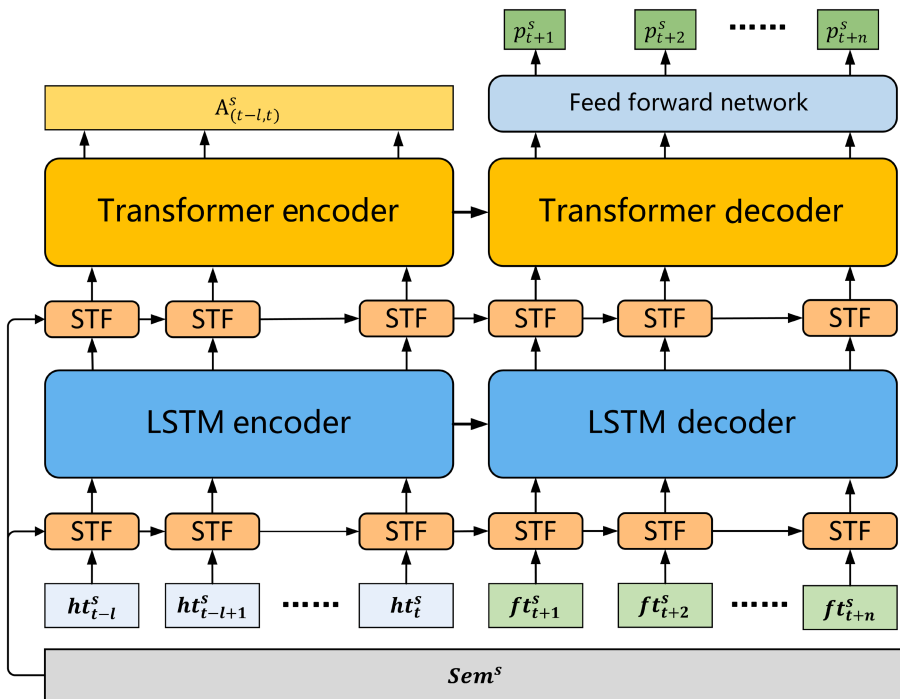 p^s_{t+1} p^s_{t+2} ...... p^s_{t+n}
A^s_{(t-l,t)} Feed forward network
Transformer encoder Transformer decoder
STF STF STF STF STF STF
LSTM encoder LSTM decoder
STF STF STF STF STF STF
ht^s_{t-l} ht^s_{t-l+1} ...... ht^s_t ft^s_{t+1} ft^s_{t+2} ...... ft^s_{t+n}
Sem^s